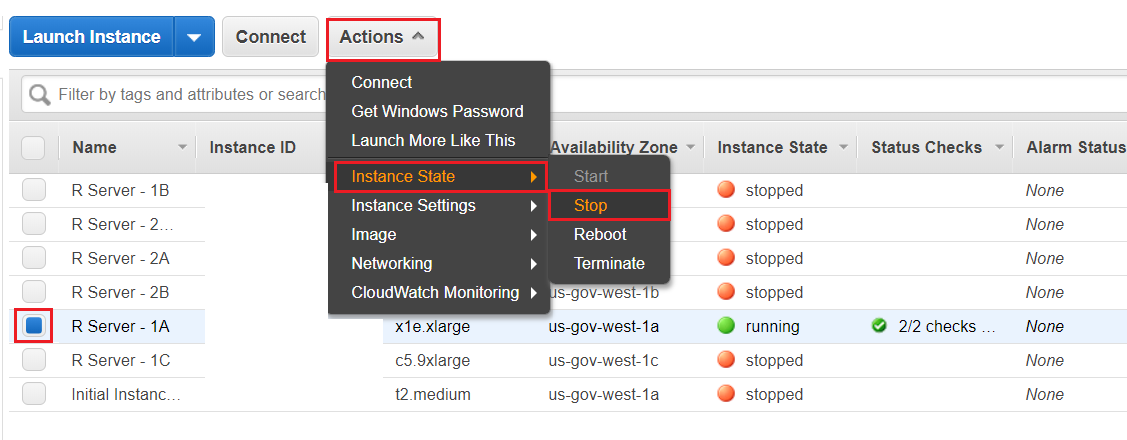 Launch Instance Connect Actions
Connect
Filter by tags and attributes or search
Get Windows Password
Launch More Like This
Name Instance ID Availability Zone Instance State Status Checks Alarm Status
Instance State Start
R Server - 1B stopped None
Instance Settings Stop
R Server - 2… stopped None
Image Reboot
R Server - 2A stopped None
Networking Terminate
R Server - 2B CloudWatch Monitoring us-gov-west-1b stopped None
R Server - 1A x1e.xlarge us-gov-west-1a running 2/2 checks … None
R Server - 1C c5.9xlarge us-gov-west-1c stopped None
Initial Instanc… t2.medium us-gov-west-1a stopped None